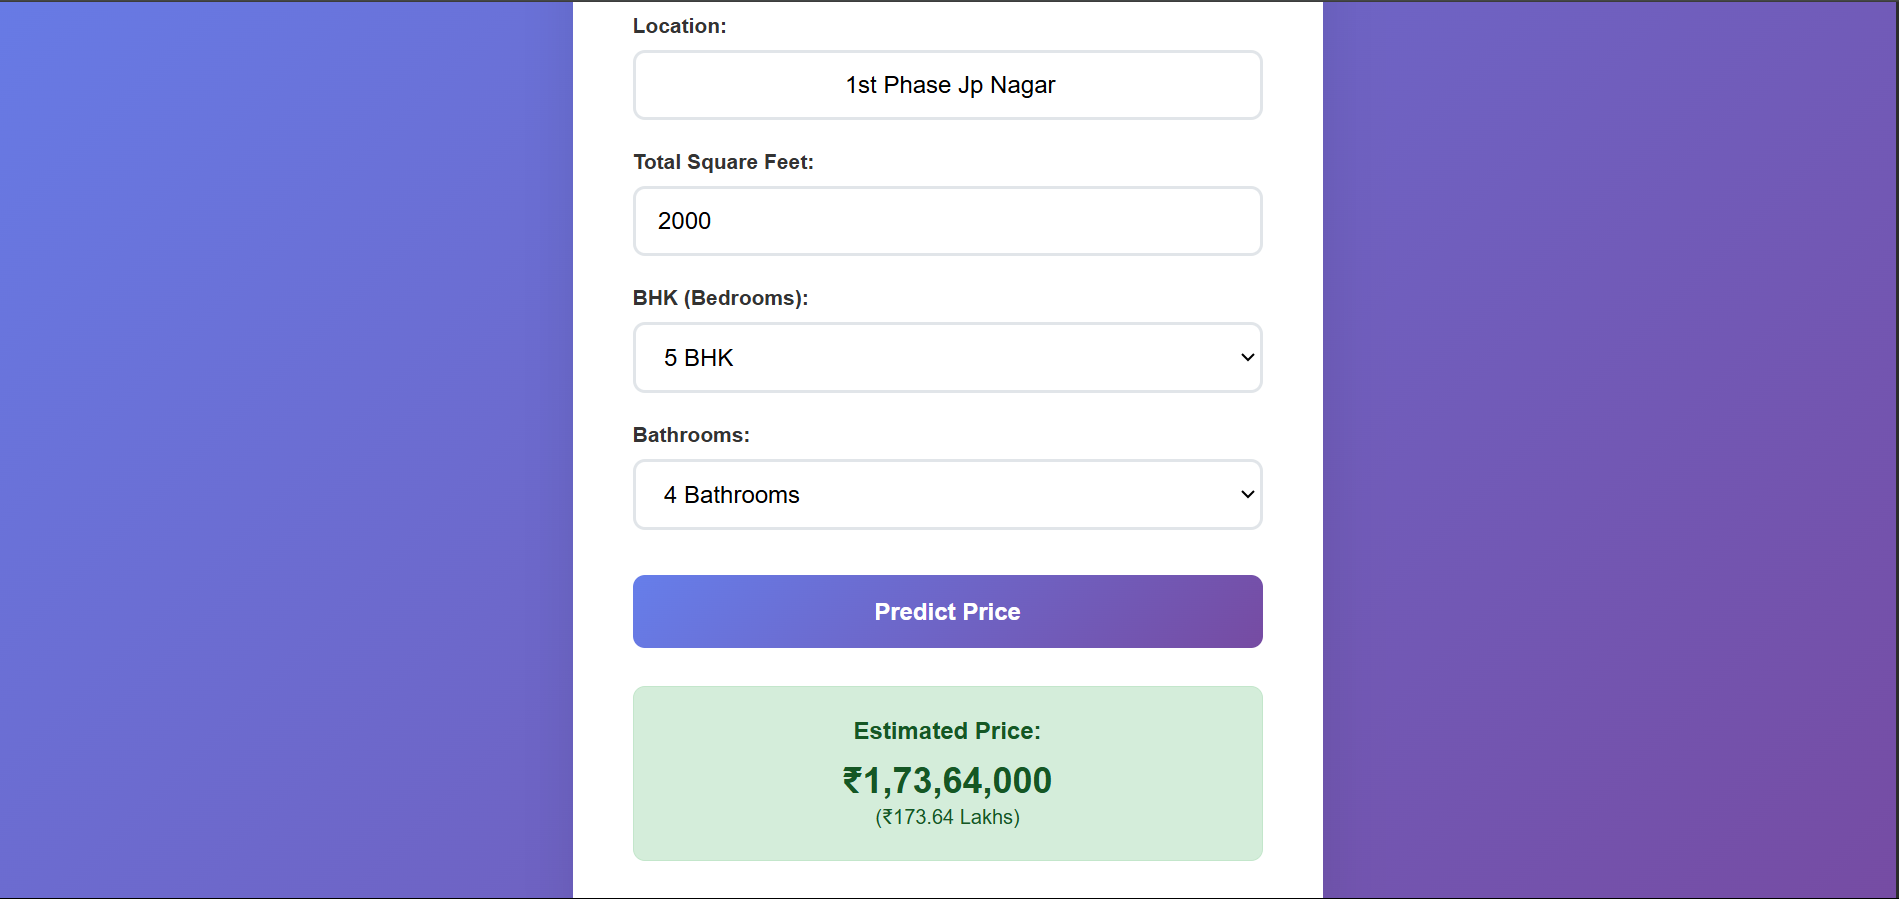 Location:
1st Phase Jp Nagar
Total Square Feet:
2000
BHK (Bedrooms):
5 BHK
Bathrooms:
4 Bathrooms
Predict Price
Estimated Price:
₹1,73,64,000
(₹173.64 Lakhs)